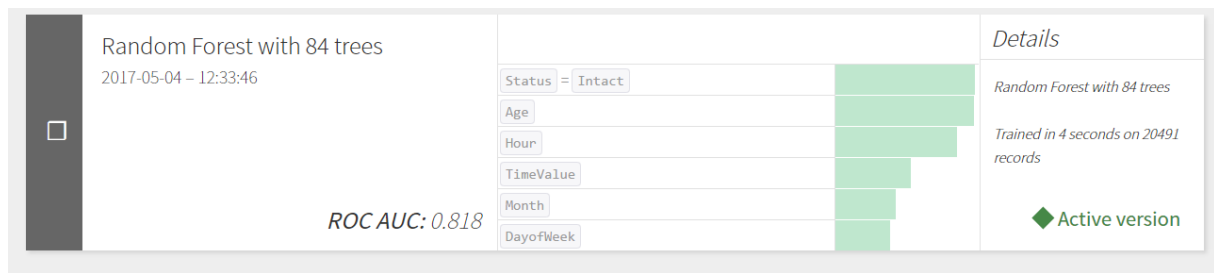 Random Forest with 84 trees
2017-05-04 – 12:33:46
ROC AUC: 0.818
Status = Intact
Age
Hour
TimeValue
Month
DayofWeek
Details
Random Forest with 84 trees
Trained in 4 seconds on 20491
records
Active version